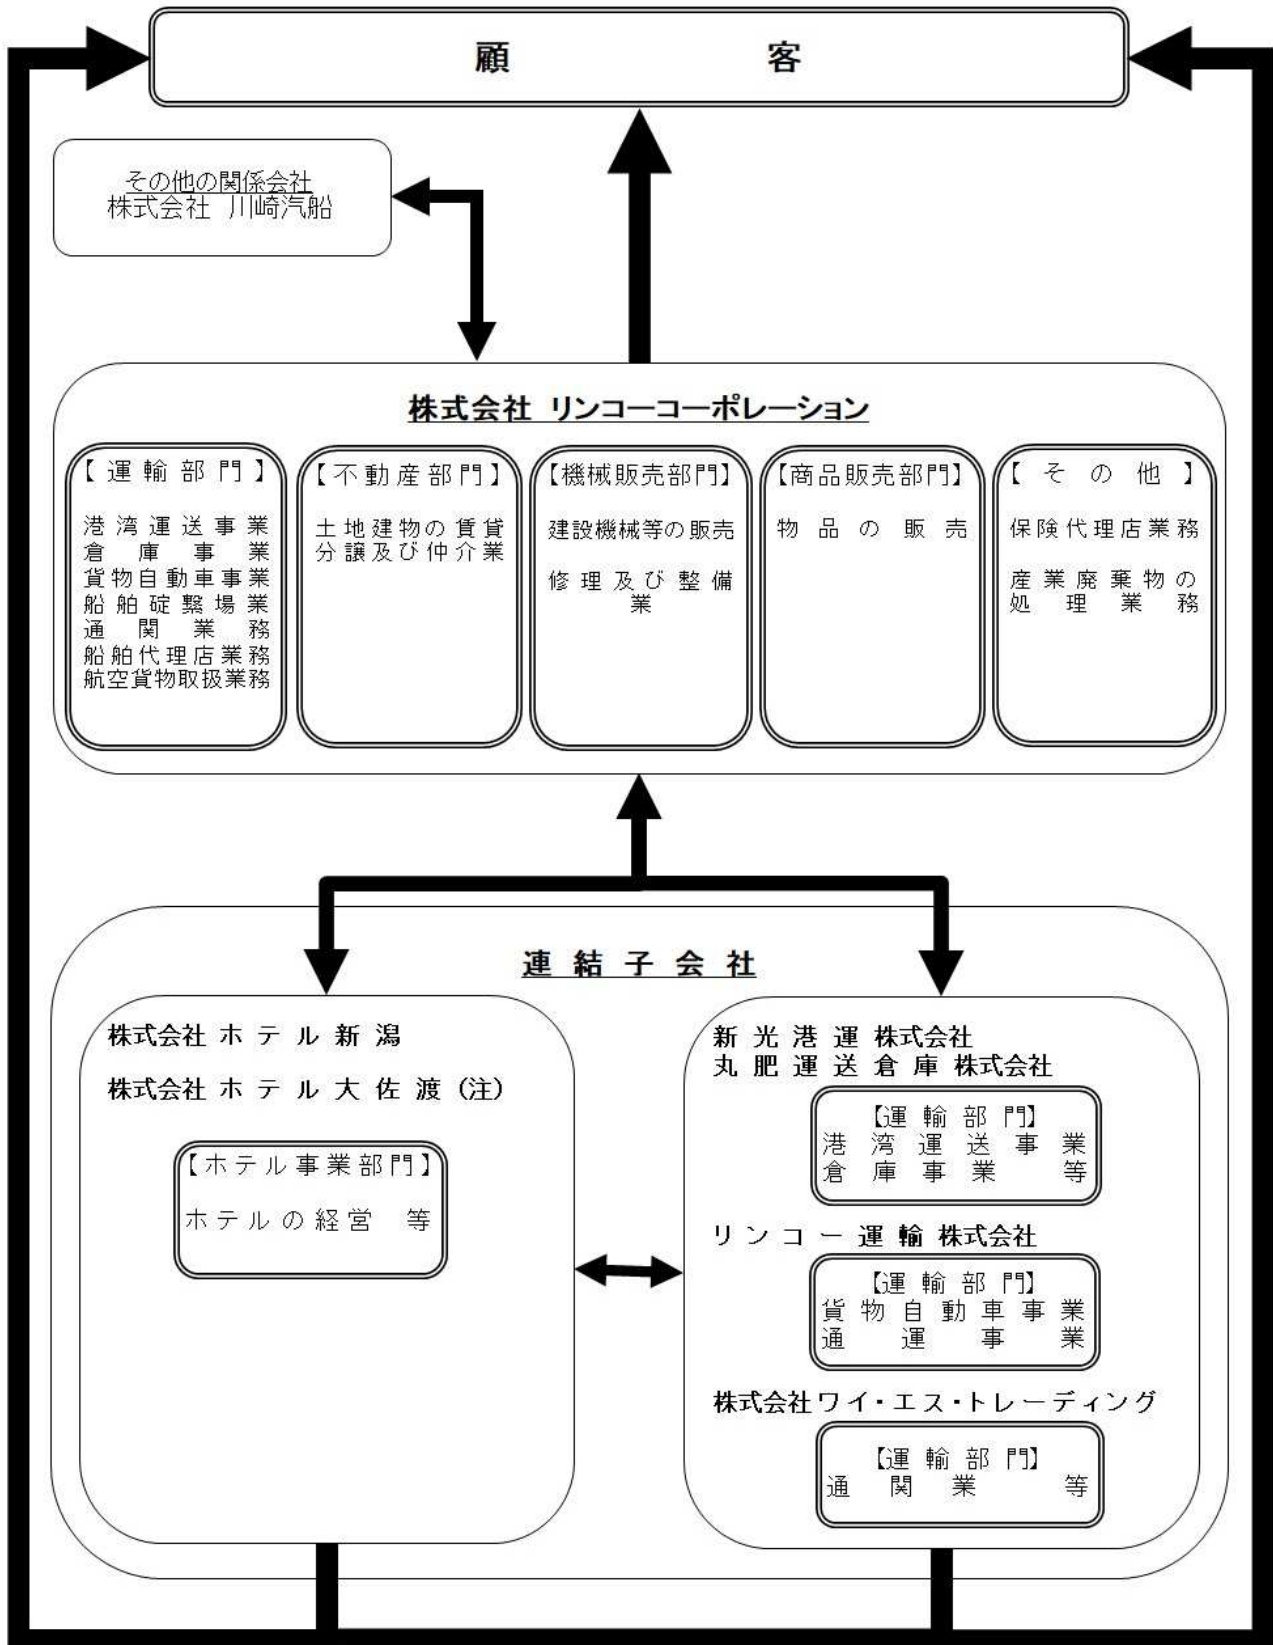 顧客
その他の関係会社
株式会社 川崎汽船
株式会社 リンコーコーポレーション
【運輸部門】
港湾運送事業
倉庫事業
貨物自動車事業
船舶碇繋場業
通関業務
船舶代理店業務
航空貨物取扱業務
【不動産部門】
土地建物の賃貸
分譲及び仲介業
【機械販売部門】
建設機械等の販売
修理及び整備
業
【商品販売部門】
物品の販売
【その他】
保険代理店業務
産業廃棄物の
処理業務
連結子会社
株式会社 ホテル新潟
株式会社 ホテル大佐渡 (注)
【ホテル事業部門】
ホテルの経営 等
新光港運 株式会社
丸肥運送倉庫 株式会社
【運輸部門】
港湾運送事業
倉庫事業 等
リンコー運輸 株式会社
【運輸部門】
貨物自動車事業
通運事業
株式会社ワイ・エス・トレーディング
【運輸部門】
通関業 等